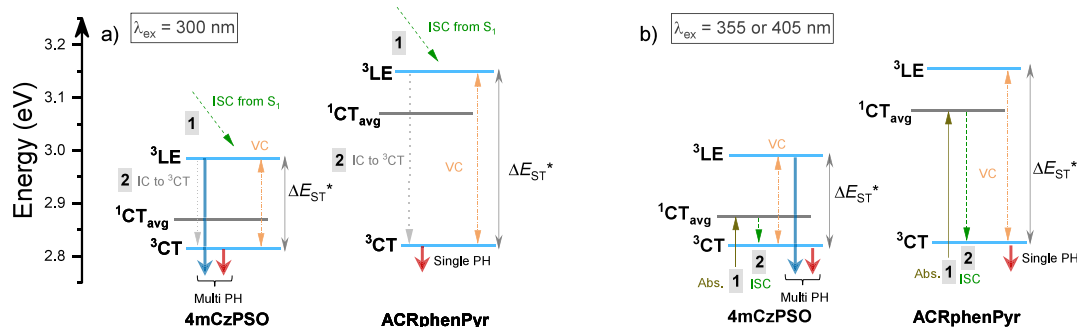 a)
λex = 300 nm
Energy (eV)
3.2
3.1
3.0
2.9
2.8
1
ISC from S1
3LE
VC
2 IC to 3CT
1CTavg
3CT
ΔEST*
Multi PH
4mCzPSO
1
ISC from S1
3LE
1CTavg
2 IC to 3CT
VC
ΔEST*
3CT
Single PH
ACRphenPyr
b)
λex = 355 or 405 nm
3LE
VC
1CTavg
3CT
ΔEST*
Abs. 1
2
ISC
Multi PH
4mCzPSO
3LE
1CTavg
VC
ΔEST*
3CT
Abs. 1
2
ISC
Single PH
ACRphenPyr